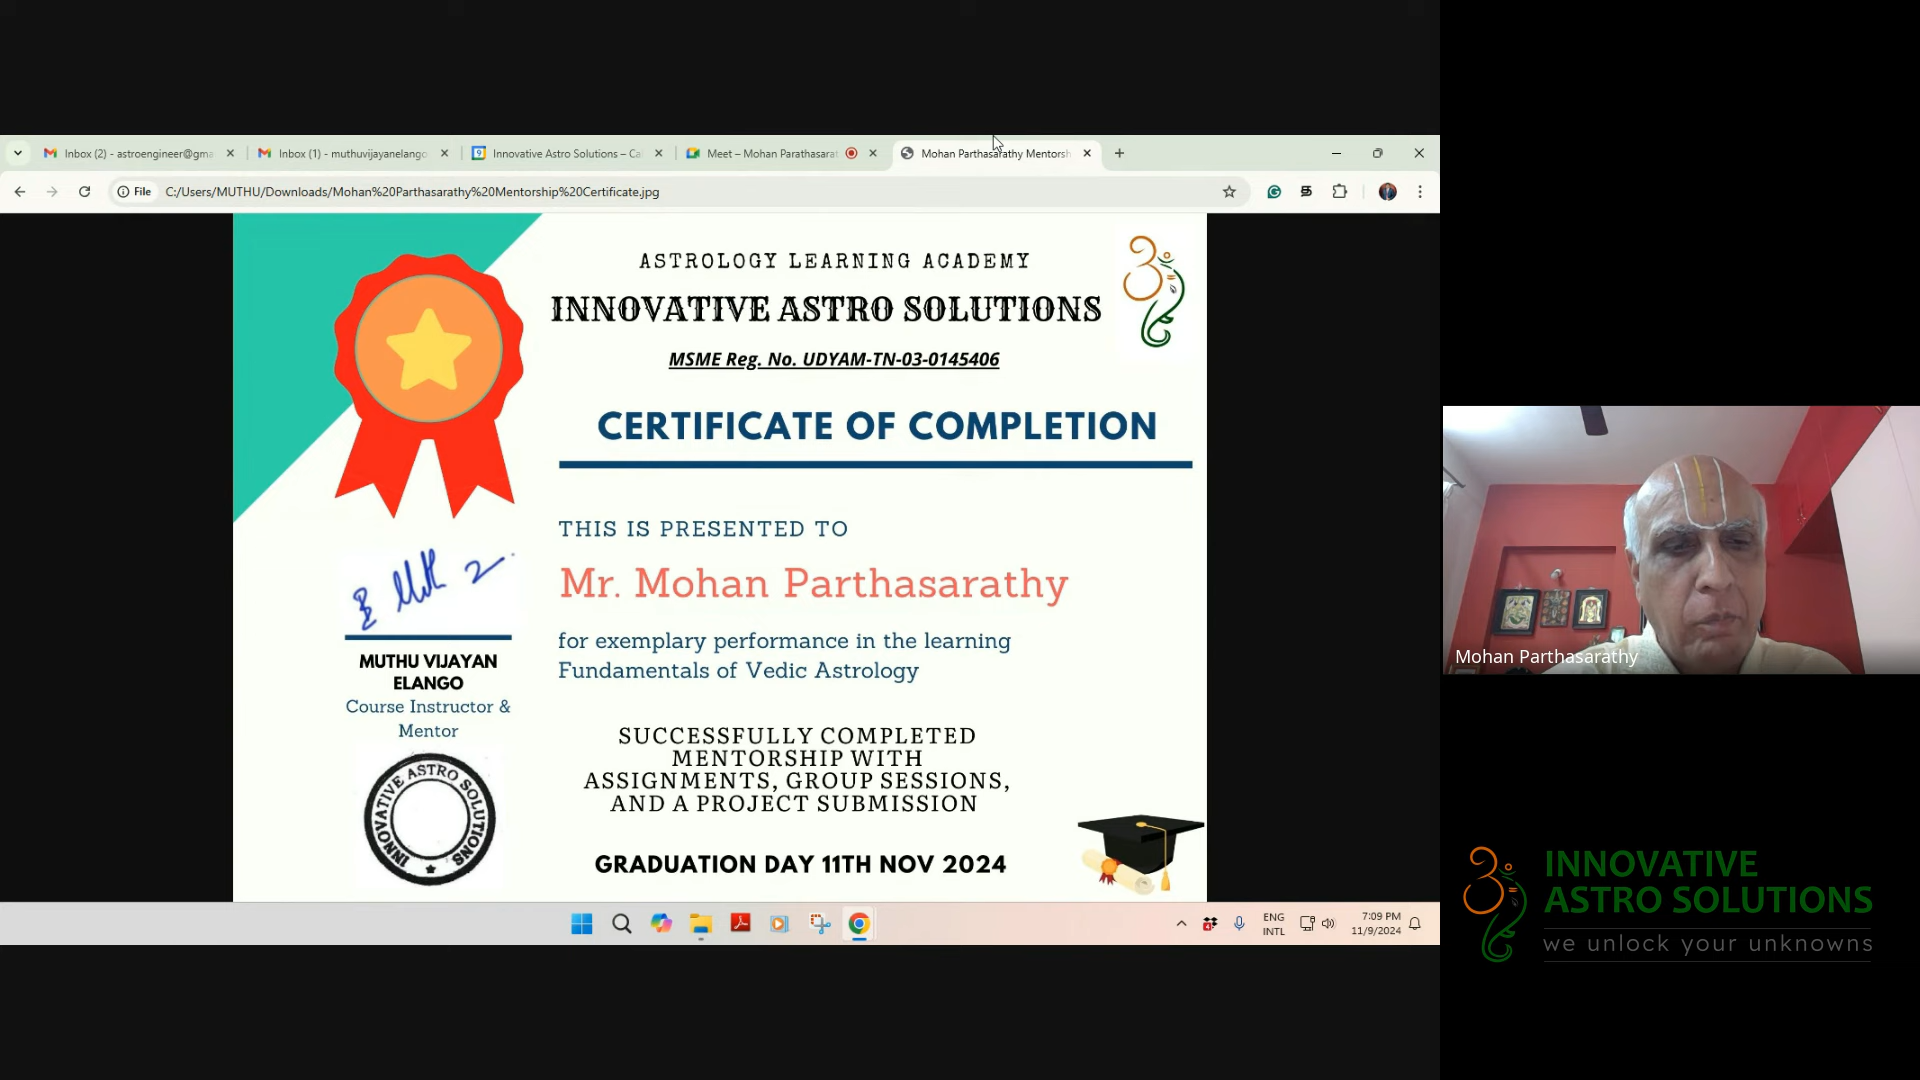 Inbox (2) - astroengineer@gma
Inbox (1) - muthuvijayanelango
Innovative Astro Solutions – Ca
Meet – Mohan Parathasarat
Mohan Parthasarathy Mentorsh
File
C:/Users/MUTHU/Downloads/Mohan%20Parthasarathy%20Mentorship%20Certificate.jpg
ASTROLOGY LEARNING ACADEMY
INNOVATIVE ASTRO SOLUTIONS
MSME Reg. No. UDYAM-TN-03-0145406
CERTIFICATE OF COMPLETION
THIS IS PRESENTED TO
Mr. Mohan Parthasarathy
for exemplary performance in the learning
Fundamentals of Vedic Astrology
MUTHU VIJAYAN
ELANGO
Course Instructor &
Mentor
INNOVATIVE ASTRO SOLUTIONS
SUCCESSFULLY COMPLETED
MENTORSHIP WITH
ASSIGNMENTS, GROUP SESSIONS,
AND A PROJECT SUBMISSION
GRADUATION DAY 11TH NOV 2024
ENG
INTL
7:09 PM
11/9/2024
Mohan Parthasarathy
INNOVATIVE
ASTRO SOLUTIONS
we unlock your unknowns